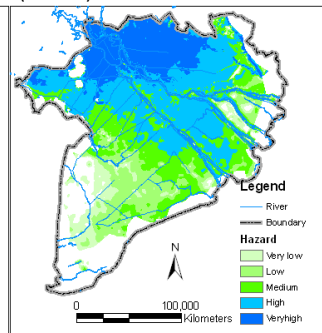 Legend
River
Boundary
Hazard
Very low
Low
Medium
High
Veryhigh
N
0 100,000
Kilometers